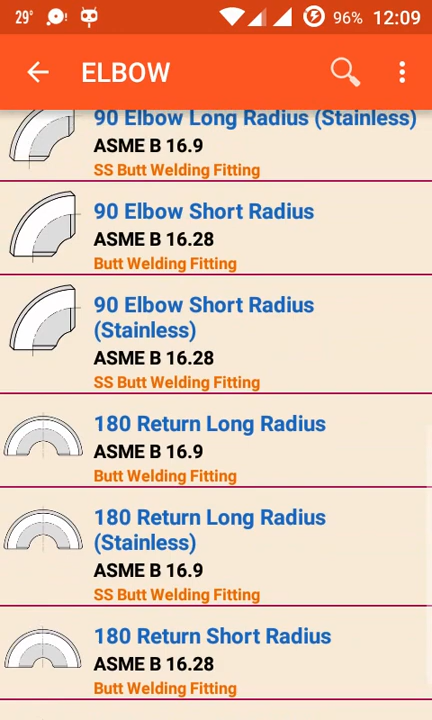 29° 96% 12:09
ELBOW
90 Elbow Long Radius (Stainless)
ASME B 16.9
SS Butt Welding Fitting
90 Elbow Short Radius
ASME B 16.28
Butt Welding Fitting
90 Elbow Short Radius
(Stainless)
ASME B 16.28
SS Butt Welding Fitting
180 Return Long Radius
ASME B 16.9
Butt Welding Fitting
180 Return Long Radius
(Stainless)
ASME B 16.9
SS Butt Welding Fitting
180 Return Short Radius
ASME B 16.28
Butt Welding Fitting